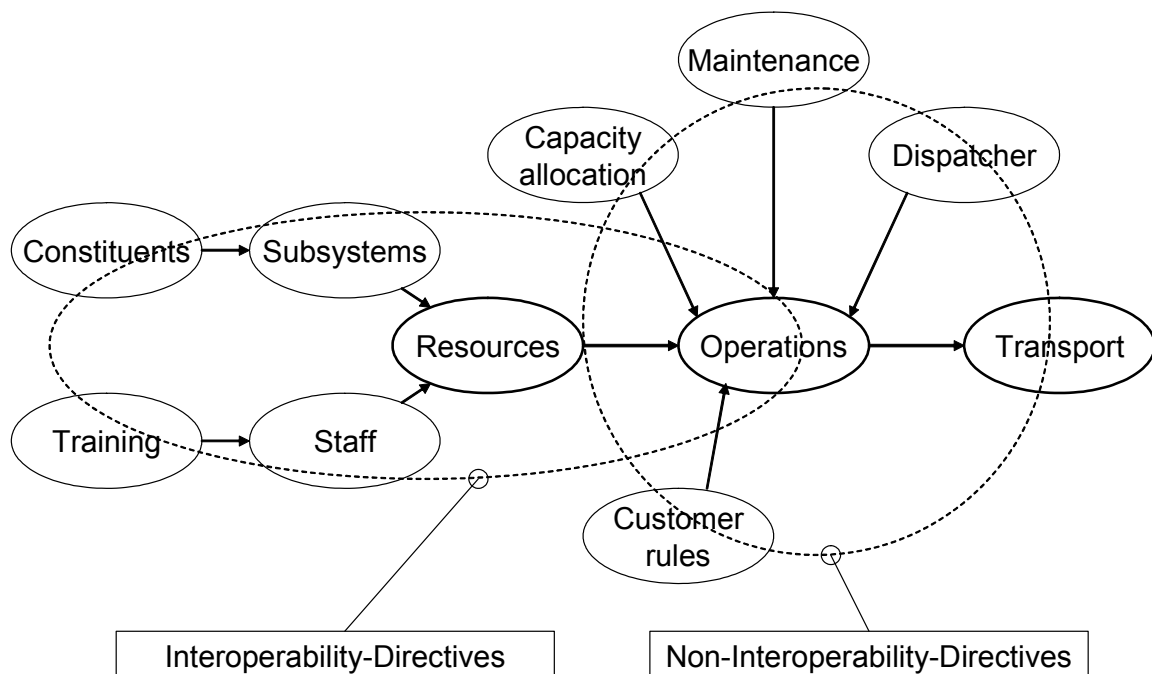 Maintenance
Capacity
allocation
Dispatcher
Constituents
Subsystems
Resources
Operations
Transport
Training
Staff
Customer
rules
Interoperability-Directives
Non-Interoperability-Directives